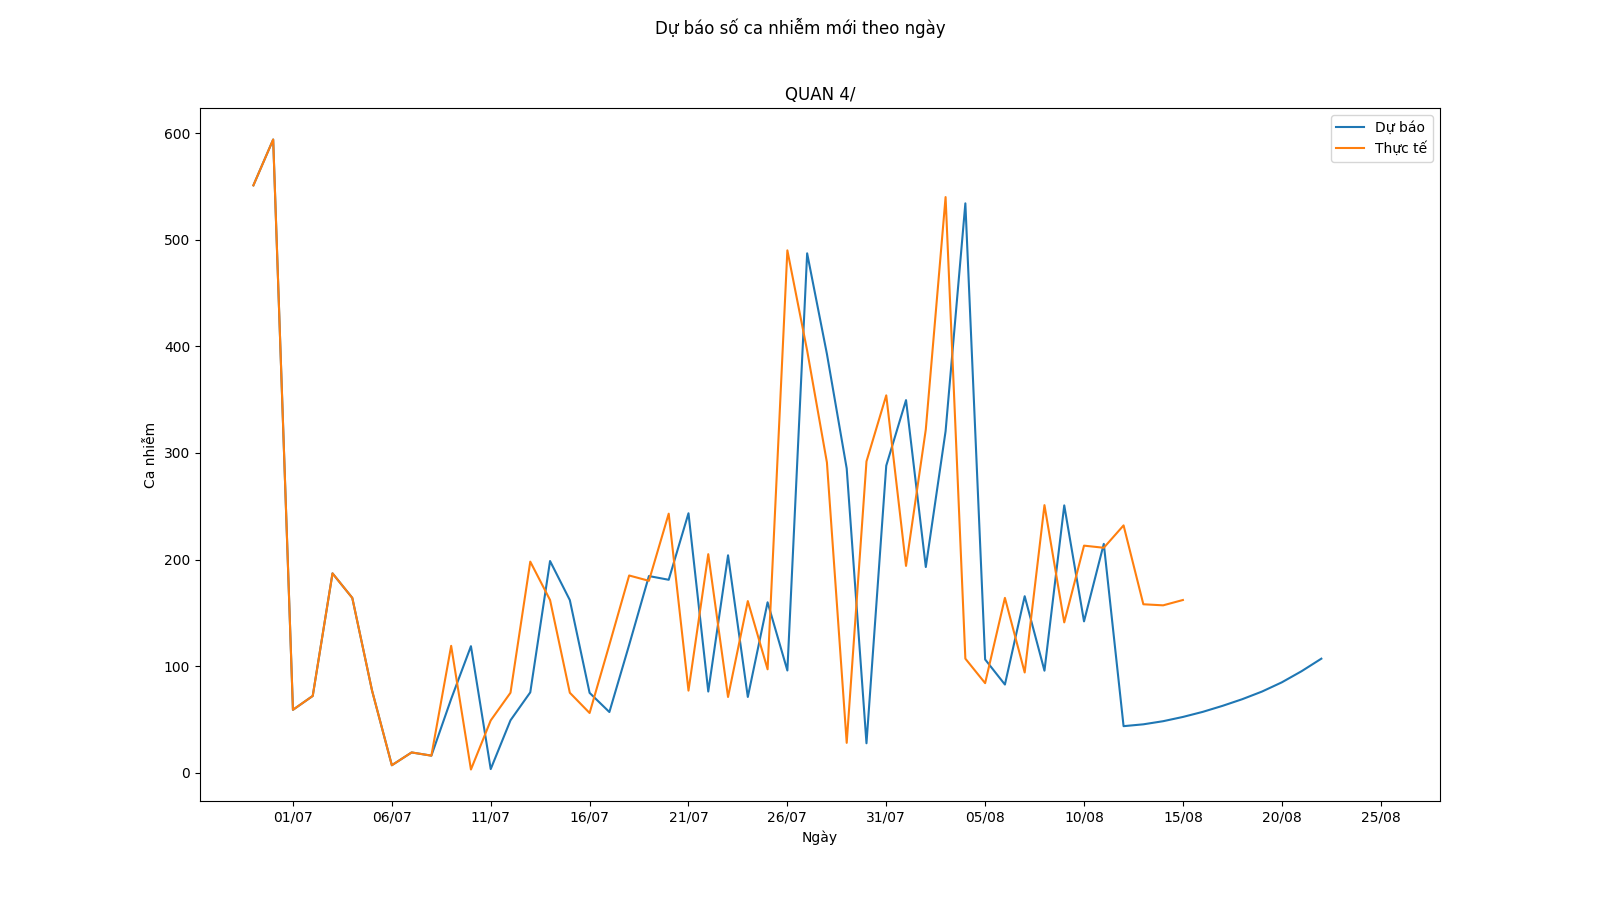 Dự báo số ca nhiễm mới theo ngày
QUAN 4/
Dự báo
Thực tế
600
500
400
300
200
100
0
Ca nhiễm
01/07 06/07 11/07 16/07 21/07 26/07 31/07 05/08 10/08 15/08 20/08 25/08
Ngày